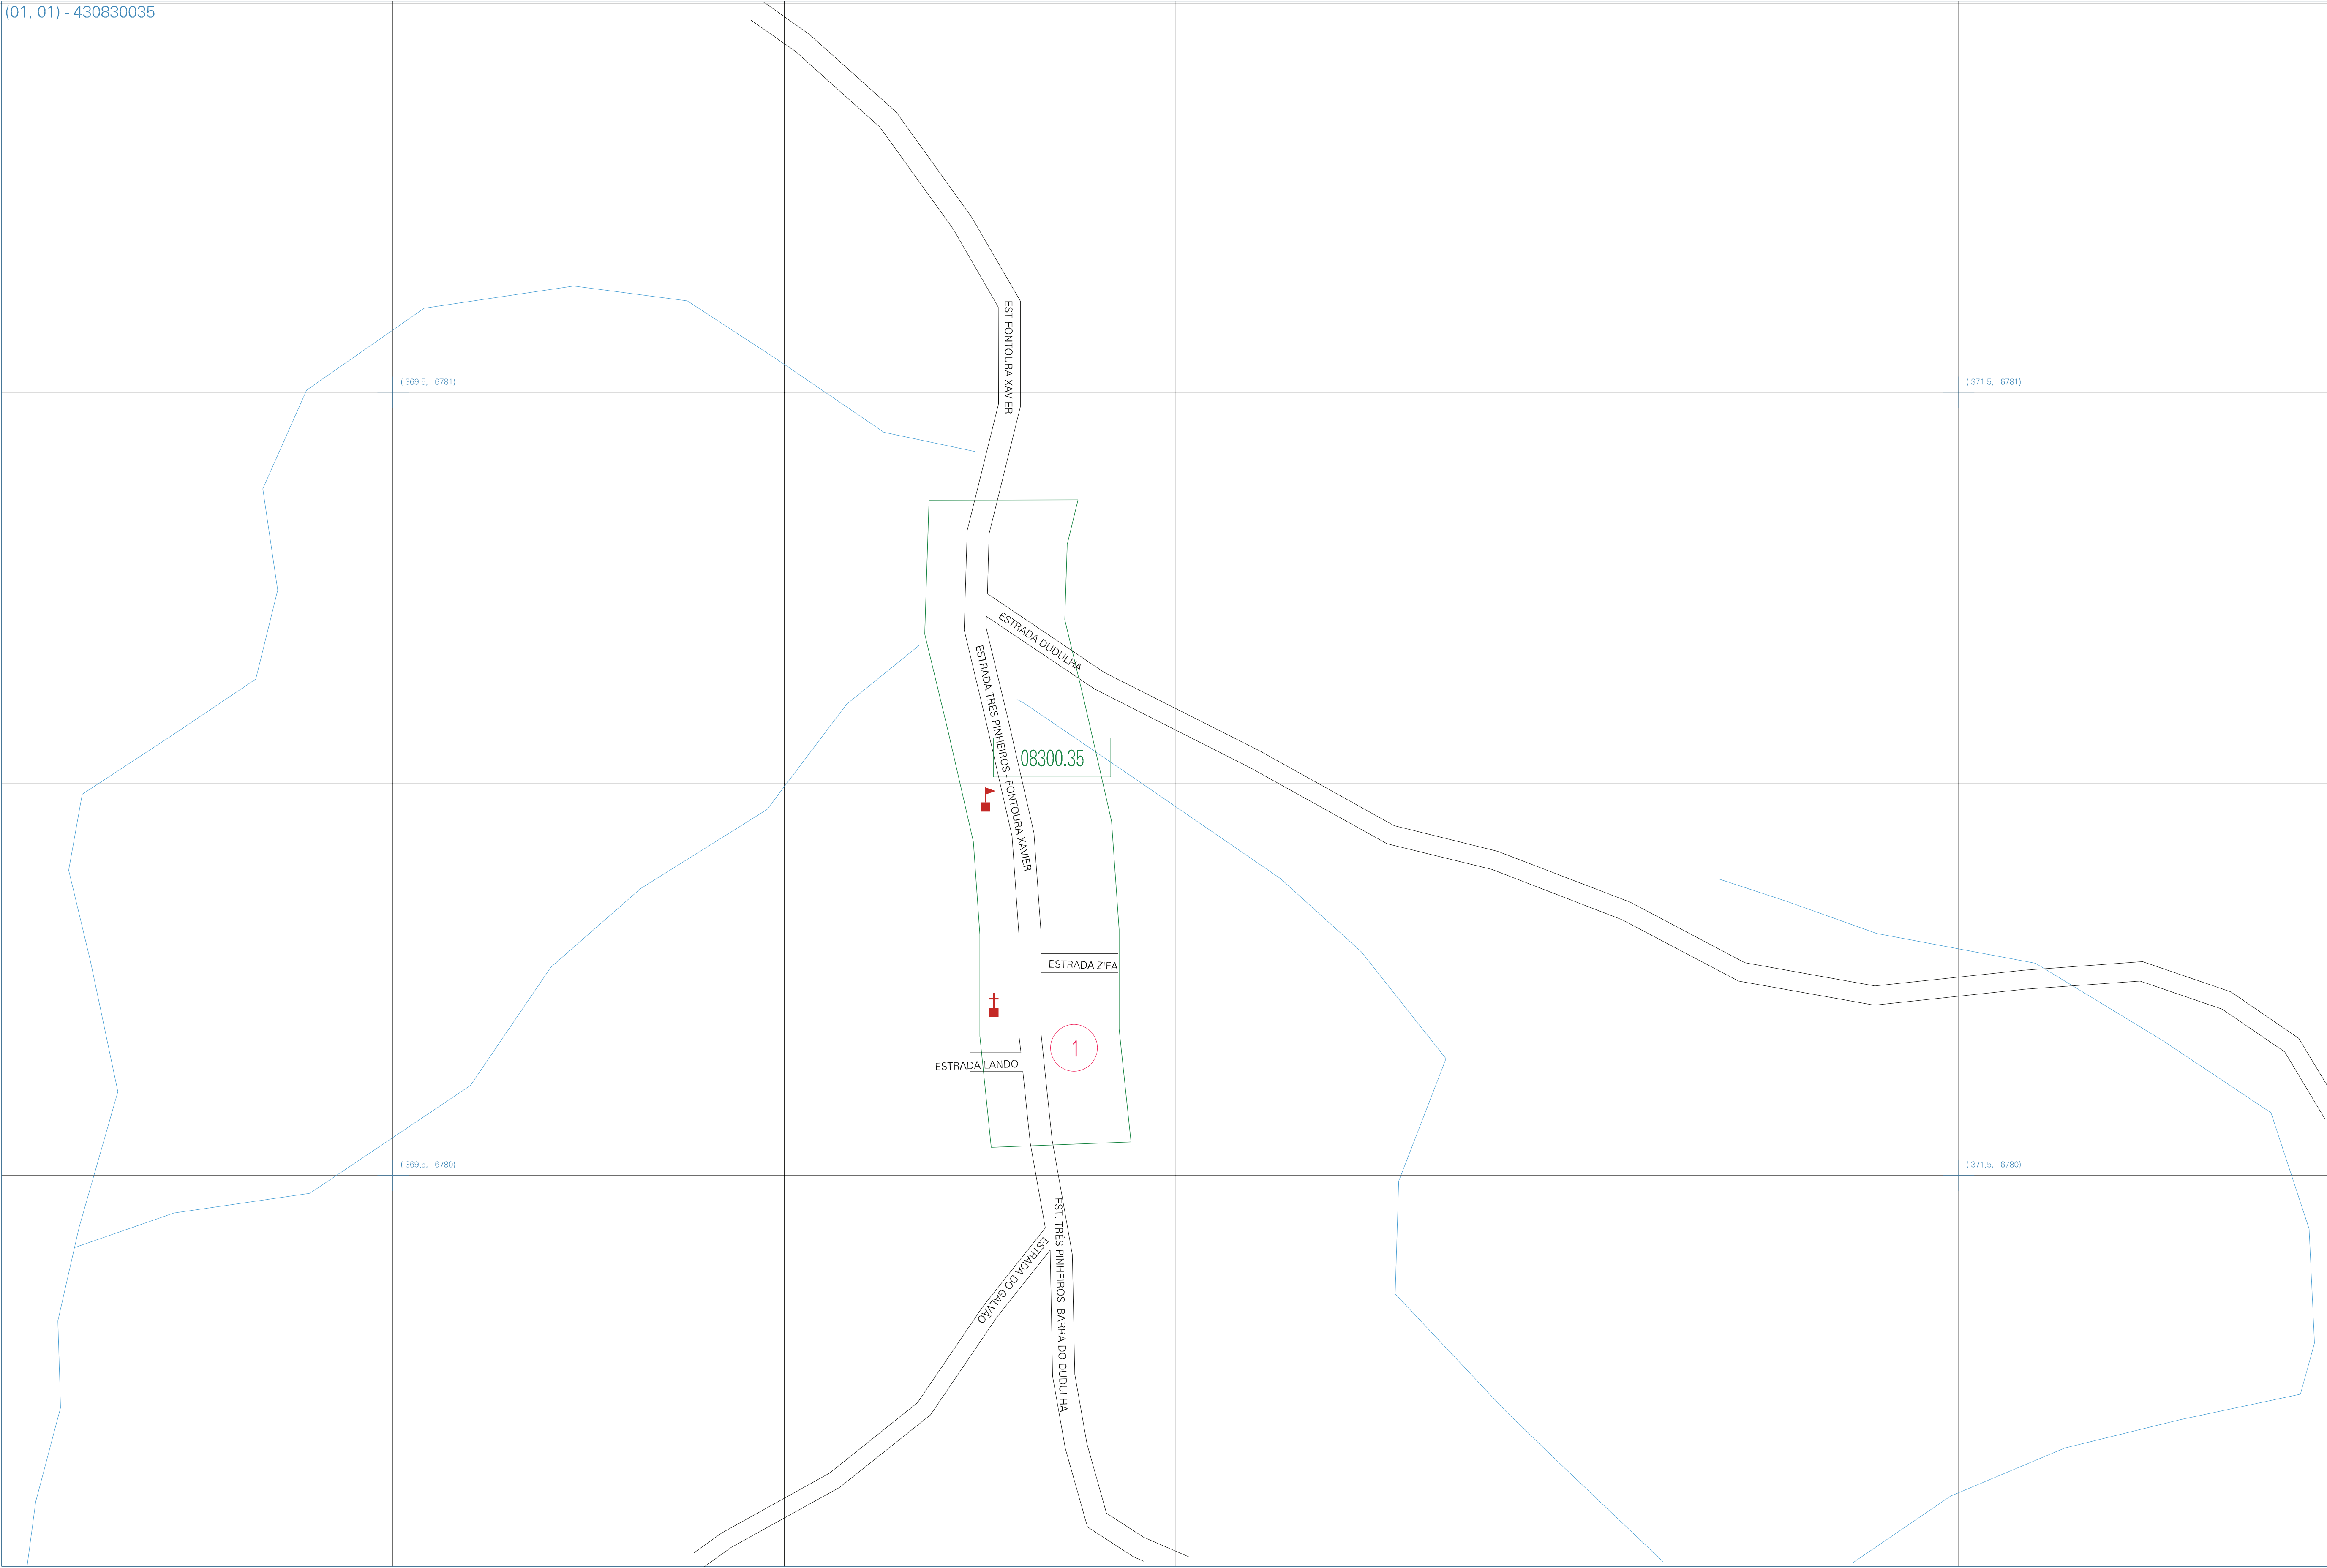 (01, 01) - 430830035
EST FONTOURA XAVIER
( 369.5, 6781)
( 371.5, 6781)
ESTRADA DUDULHA
ESTRADA TRES PINHEIROS - FONTOURA XAVIER
08300.35
ESTRADA ZIFA
1
ESTRADA LANDO
( 369.5, 6780)
( 371.5, 6780)
EST. TRÊS PINHEIROS- BARRA DO DUDULHA
ESTRADA DO GALVÃO